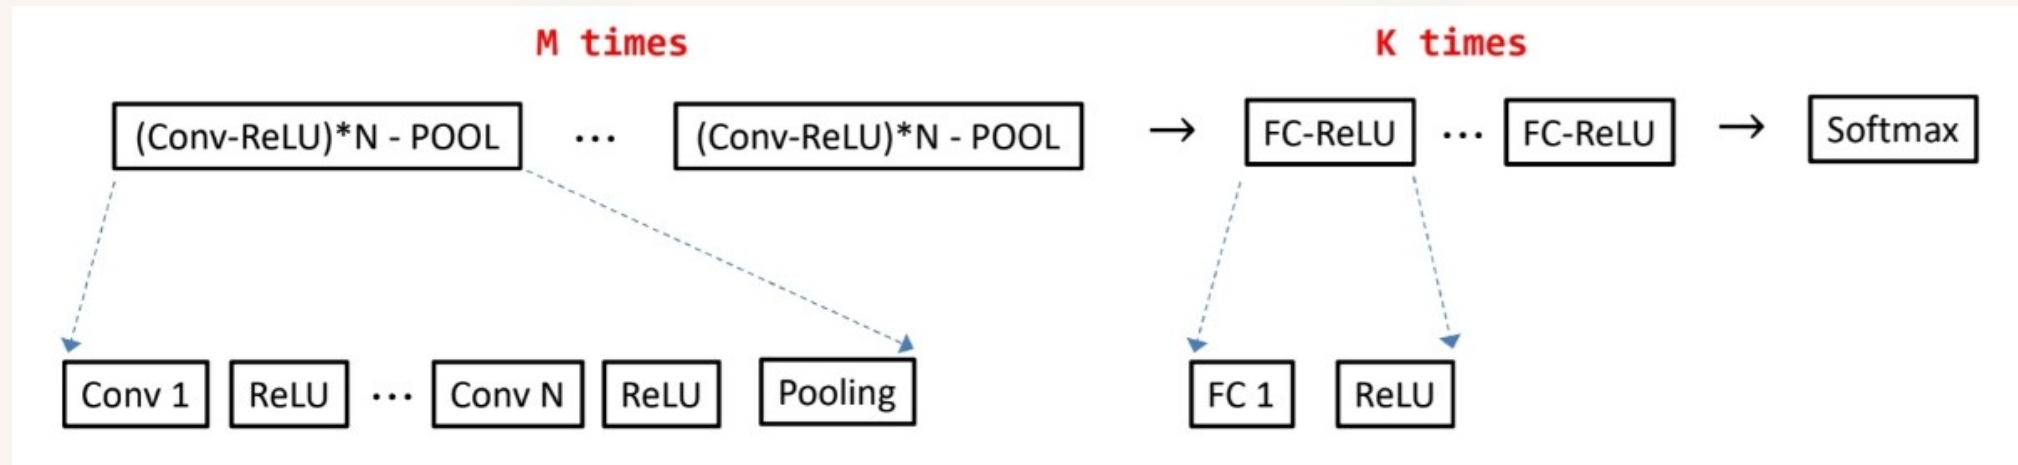 M times K times
(Conv-ReLU)*N - POOL ... (Conv-ReLU)*N - POOL → FC-ReLU ... FC-ReLU → Softmax
Conv 1 ReLU ... Conv N ReLU Pooling FC 1 ReLU